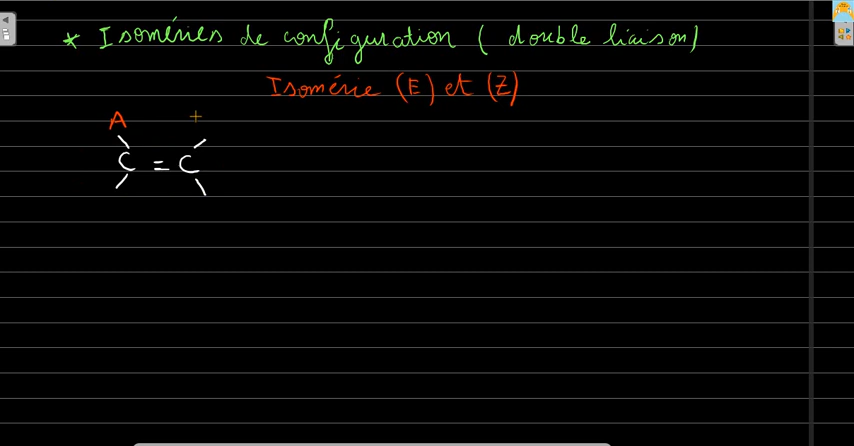 * Isoméries de configuration ( double liaison)
Isomérie (E) et (Z)
A
C = C